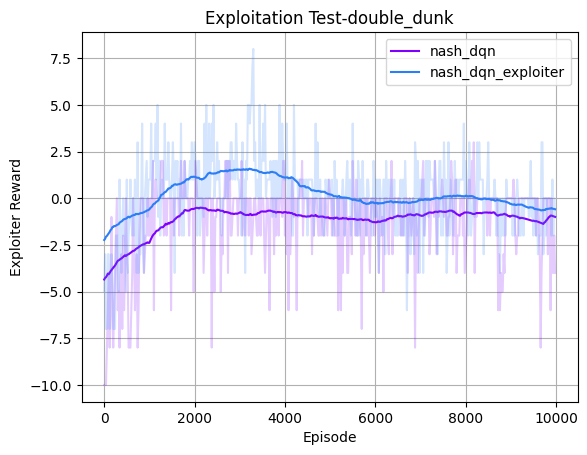 Exploitation Test-double_dunk
nash_dqn
nash_dqn_exploiter
Exploiter Reward
7.5
5.0
2.5
0.0
−2.5
−5.0
−7.5
−10.0
0
2000
4000
6000
8000
10000
Episode